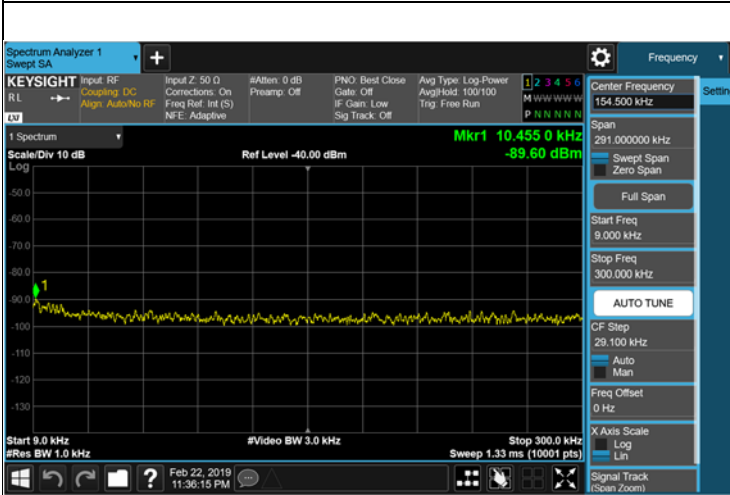 Spectrum Analyzer 1
Swept SA
Frequency
KEYSIGHT
RL
LXI
Input: RF
Coupling: DC
Align: Auto/No RF
Input Z: 50 Ω
Corrections: On
Freq Ref: Int (S)
NFE: Adaptive
#Atten: 0 dB
Preamp: Off
PNO: Best Close
Gate: Off
IF Gain: Low
Sig Track: Off
Avg Type: Log-Power
Avg|Hold: 100/100
Trig: Free Run
1 2 3 4 5 6
M W W W W W
P N N N N N
1 Spectrum
Mkr1 10.455 0 kHz
Scale/Div 10 dB
Ref Level -40.00 dBm
-89.60 dBm
Log
-50.0
-60.0
-70.0
-80.0
1
-90.0
-100
-110
-120
-130
Start 9.0 kHz
#Video BW 3.0 kHz
Stop 300.0 kHz
#Res BW 1.0 kHz
Sweep 1.33 ms (10001 pts)
Center Frequency
154.500 kHz
Settin
Span
291.000000 kHz
Swept Span
Zero Span
Full Span
Start Freq
9.000 kHz
Stop Freq
300.000 kHz
AUTO TUNE
CF Step
29.100 kHz
Auto
Man
Freq Offset
0 Hz
X Axis Scale
Log
Lin
Signal Track
(Span Zoom)
?
Feb 22, 2019
11:36:15 PM